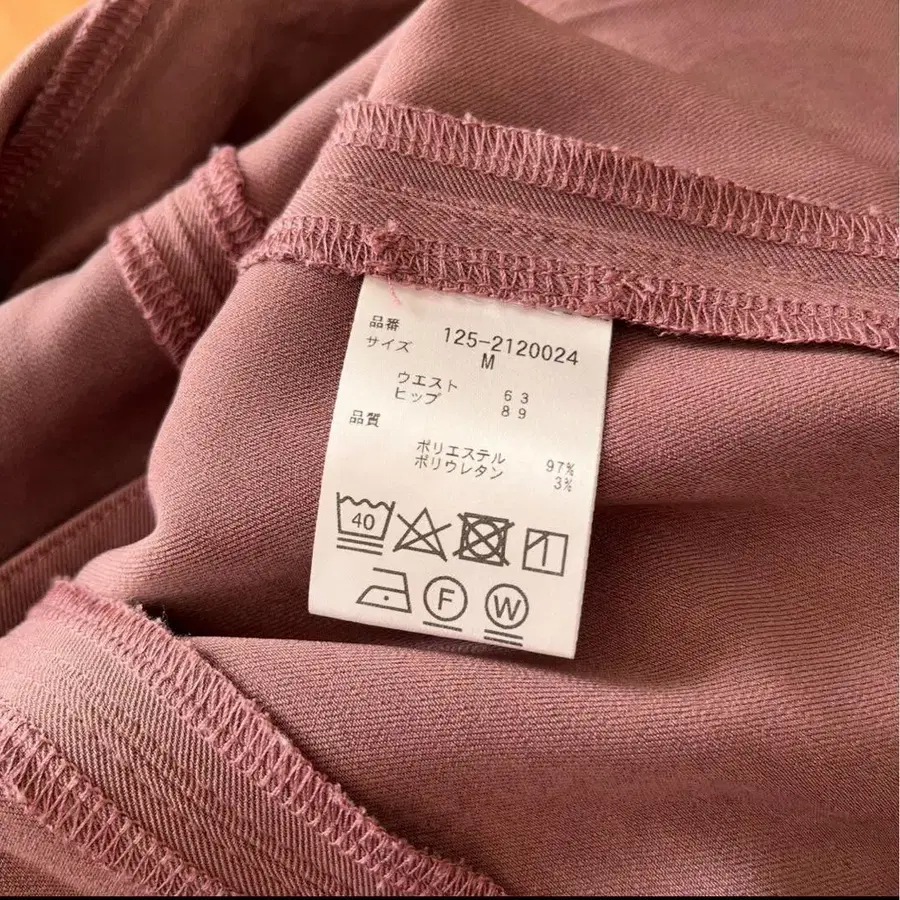 品番 125-2120024
サイズ M
ウエスト 63
ヒップ 89
品質
ポリエステル 97%
ポリウレタン 3%
40
F W